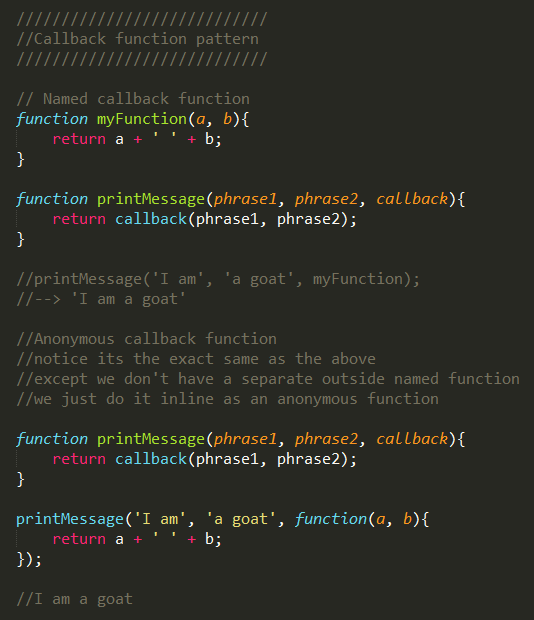 ////////////////////////////
//Callback function pattern
////////////////////////////
// Named callback function
function myFunction(a, b){
    return a + ' ' + b;
}
function printMessage(phrase1, phrase2, callback){
    return callback(phrase1, phrase2);
}
//printMessage('I am', 'a goat', myFunction);
//--> 'I am a goat'
//Anonymous callback function
//notice its the exact same as the above
//except we don't have a separate outside named function
//we just do it inline as an anonymous function
function printMessage(phrase1, phrase2, callback){
    return callback(phrase1, phrase2);
}
printMessage('I am', 'a goat', function(a, b){
    return a + ' ' + b;
});
//I am a goat